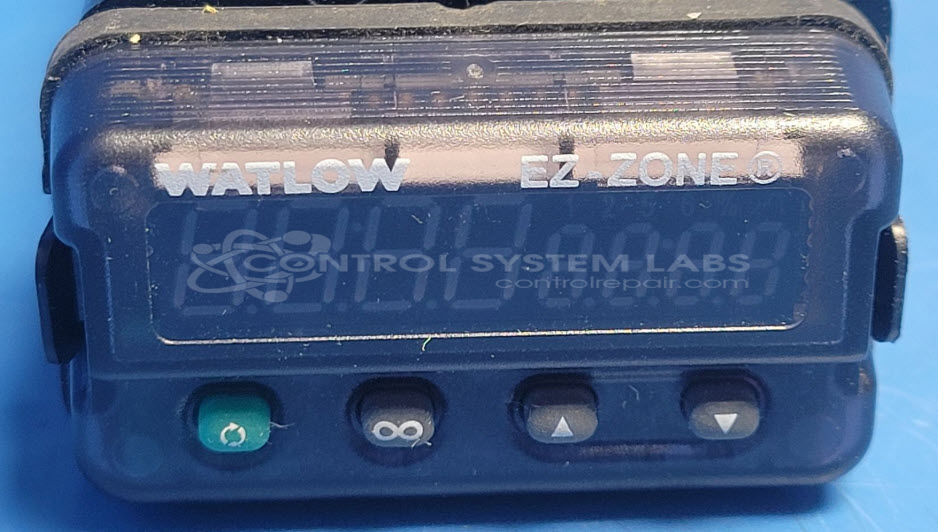 WATLOW EZ-ZONE®
CONTROL SYSTEM LABS
controlrepair.com